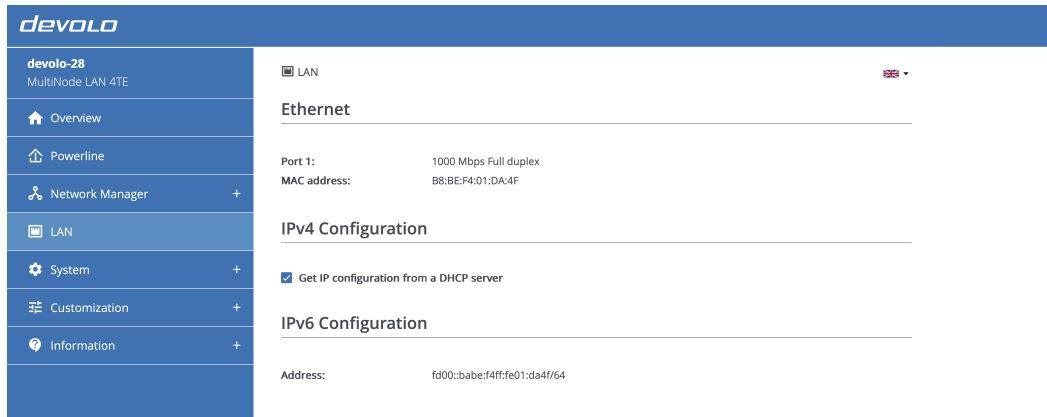 devolo
devolo-28
MultiNode LAN 4TE
Overview
Powerline
Network Manager +
LAN
System +
Customization +
Information +
LAN
Ethernet
Port 1: 1000 Mbps Full duplex
MAC address: B8:BE:F4:01:DA:4F
IPv4 Configuration
Get IP configuration from a DHCP server
IPv6 Configuration
Address: fd00::babe:f4ff:fe01:da4f/64